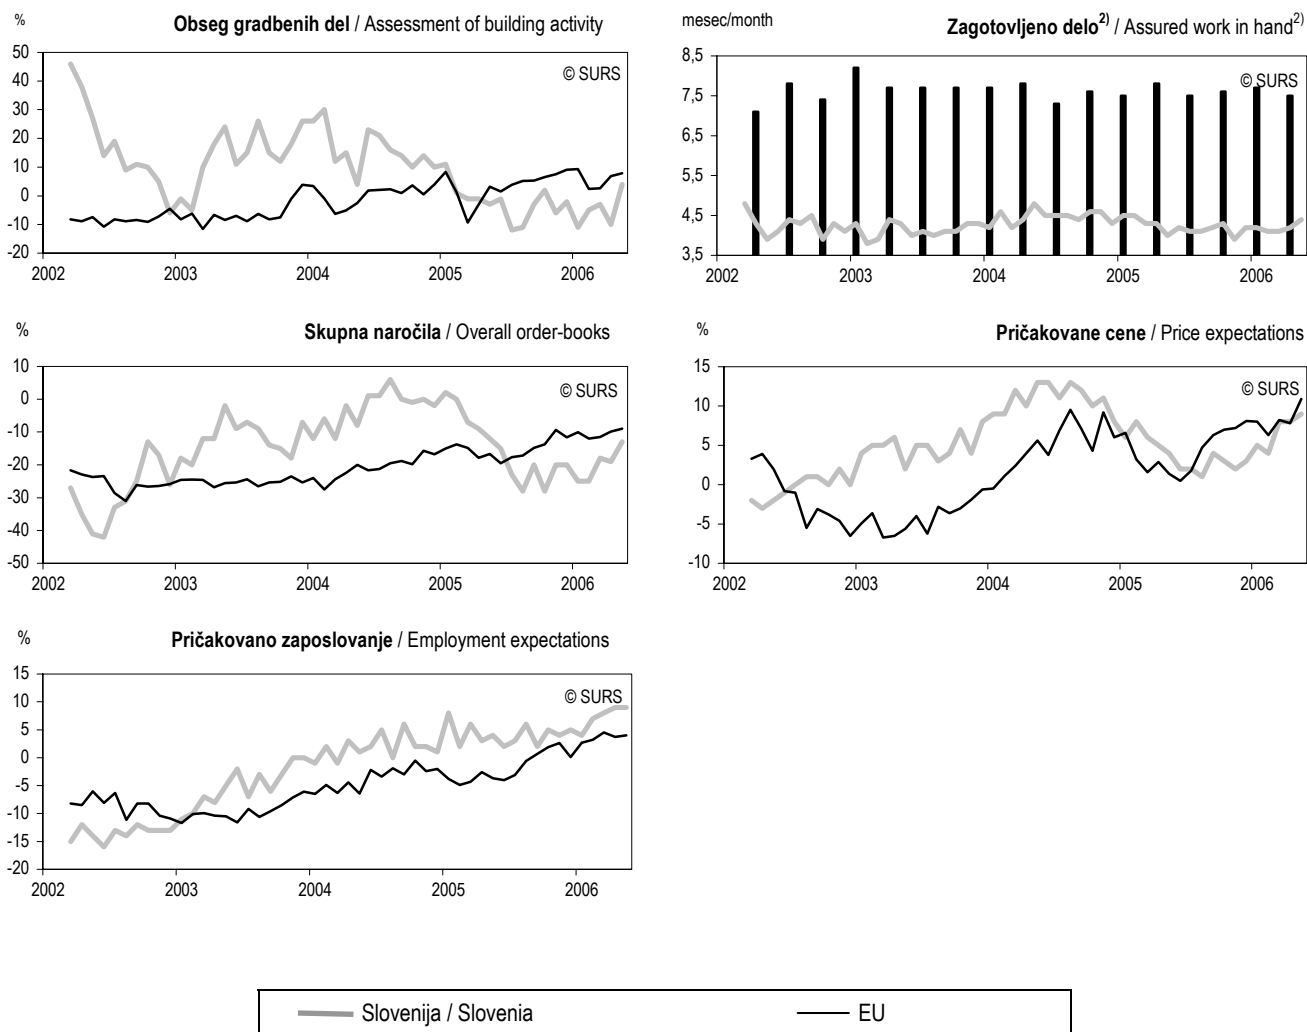 %
Obseg gradbenih del / Assessment of building activity
50
40
30
20
10
0
-10
-20
© SURS
2002 2003 2004 2005 2006
mesec/month
Zagotovljeno delo2) / Assured work in hand2)
8,5
7,5
6,5
5,5
4,5
3,5
© SURS
2002 2003 2004 2005 2006
%
Skupna naročila / Overall order-books
10
0
-10
-20
-30
-40
-50
© SURS
2002 2003 2004 2005 2006
%
Pričakovane cene / Price expectations
15
10
5
0
-5
-10
© SURS
2002 2003 2004 2005 2006
%
Pričakovano zaposlovanje / Employment expectations
15
10
5
0
-5
-10
-15
-20
© SURS
2002 2003 2004 2005 2006
Slovenija / Slovenia EU